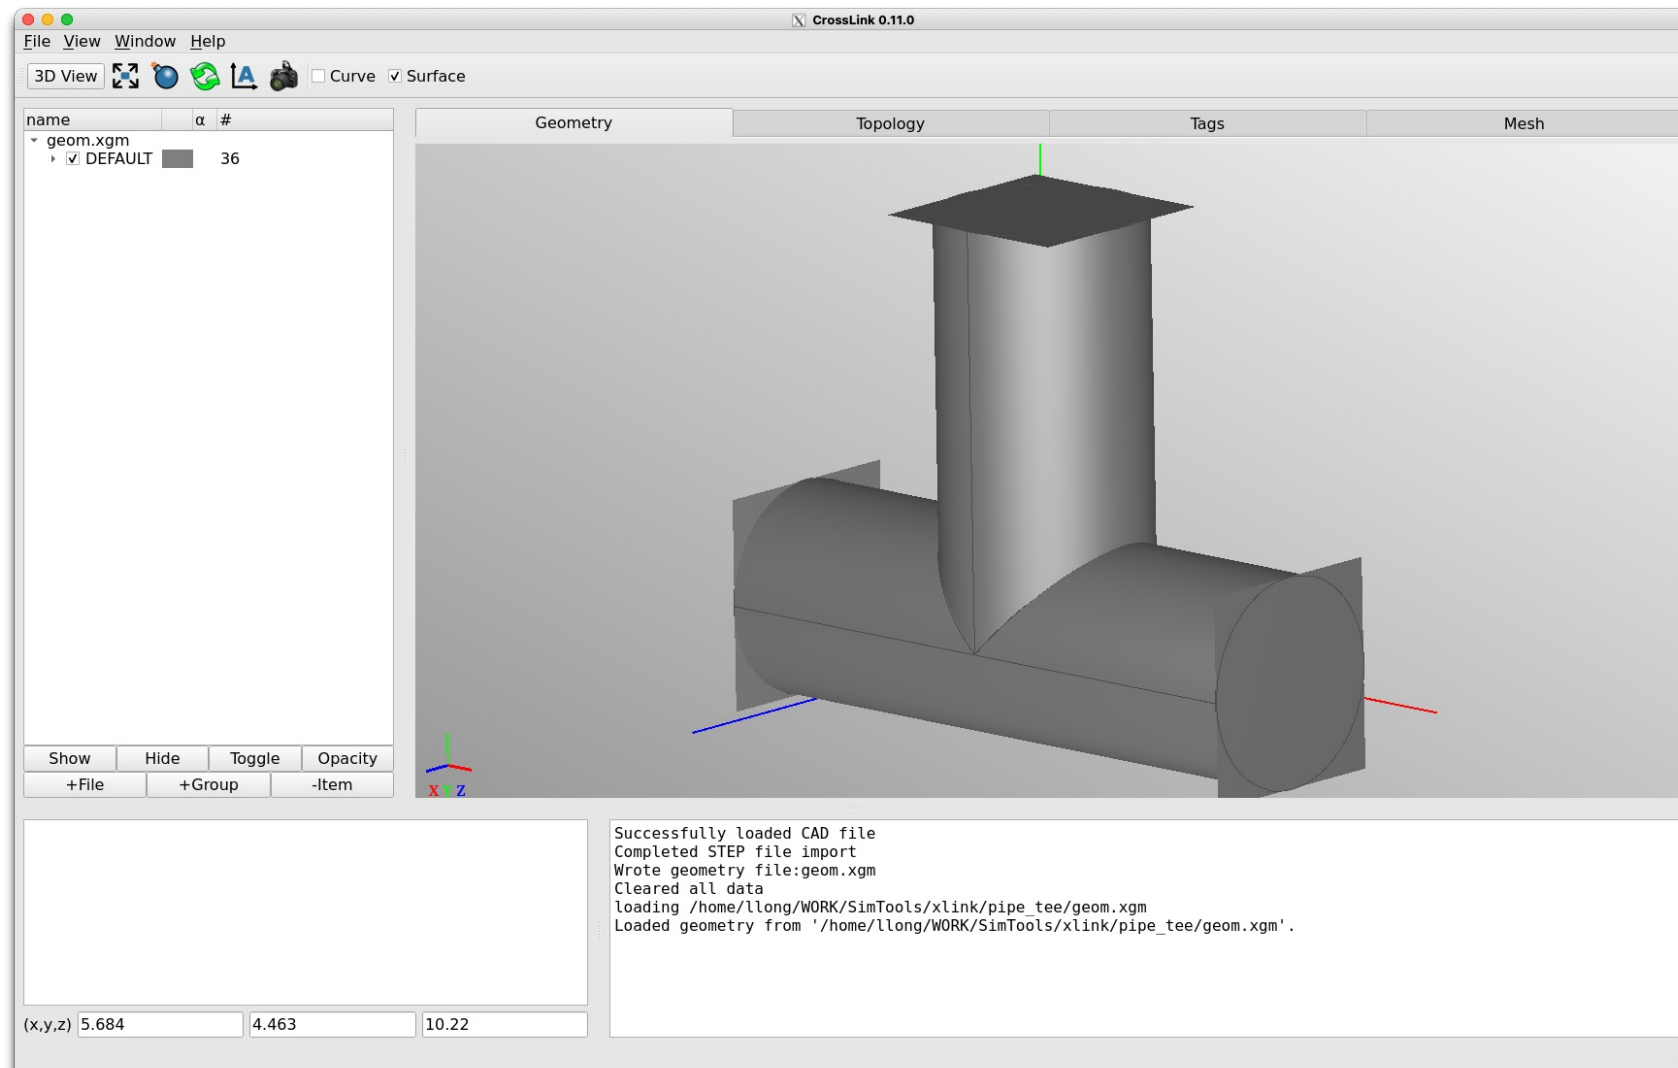 CrossLink 0.11.0
File View Window Help
3D View A Curve Surface
name α #
geom.xgm
DEFAULT 36
Show Hide Toggle Opacity
+File +Group -Item
Geometry Topology Tags Mesh
X Y Z
(x,y,z) 5.684 4.463 10.22
Successfully loaded CAD file
Completed STEP file import
Wrote geometry file:geom.xgm
Cleared all data
loading /home/llong/WORK/SimTools/xlink/pipe_tee/geom.xgm
Loaded geometry from '/home/llong/WORK/SimTools/xlink/pipe_tee/geom.xgm'.